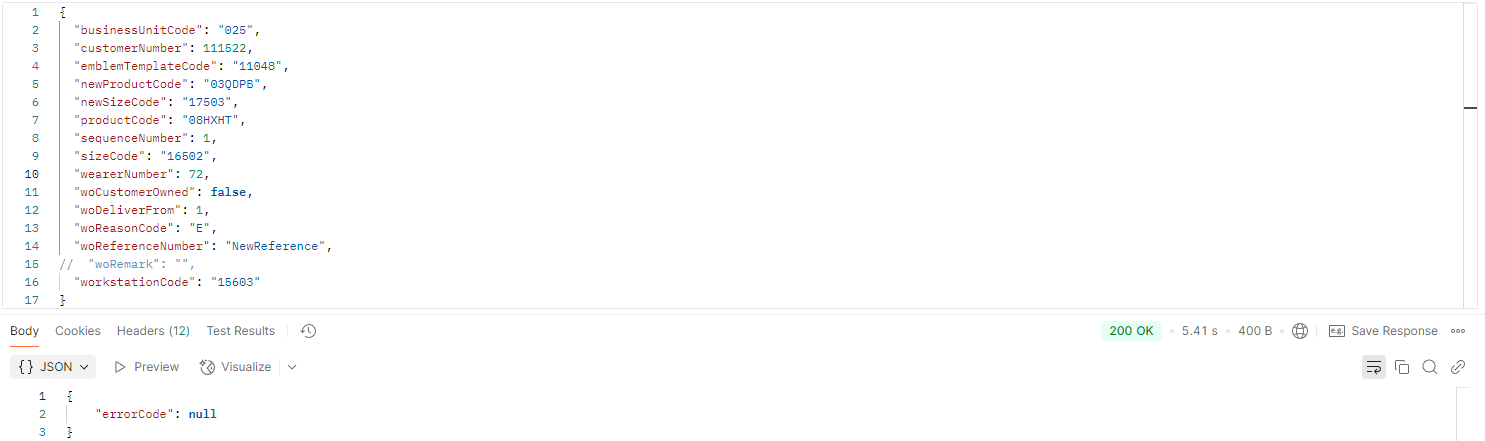 1 {
2 "businessUnitCode": "025",
3 "customerNumber": 111522,
4 "emblemTemplateCode": "11048",
5 "newProductCode": "03QDPB",
6 "newSizeCode": "17503",
7 "productCode": "08HXHT",
8 "sequenceNumber": 1,
9 "sizeCode": "16502",
10 "wearerNumber": 72,
11 "woCustomerOwned": false,
12 "woDeliverFrom": 1,
13 "woReasonCode": "E",
14 "woReferenceNumber": "NewReference",
15 // "woRemark": "",
16 "workstationCode": "15603"
17 }
Body Cookies Headers (12) Test Results 200 OK • 5.41 s • 400 B • e.g. Save Response
{} JSON Preview Visualize
1 {
2 "errorCode": null
3 }